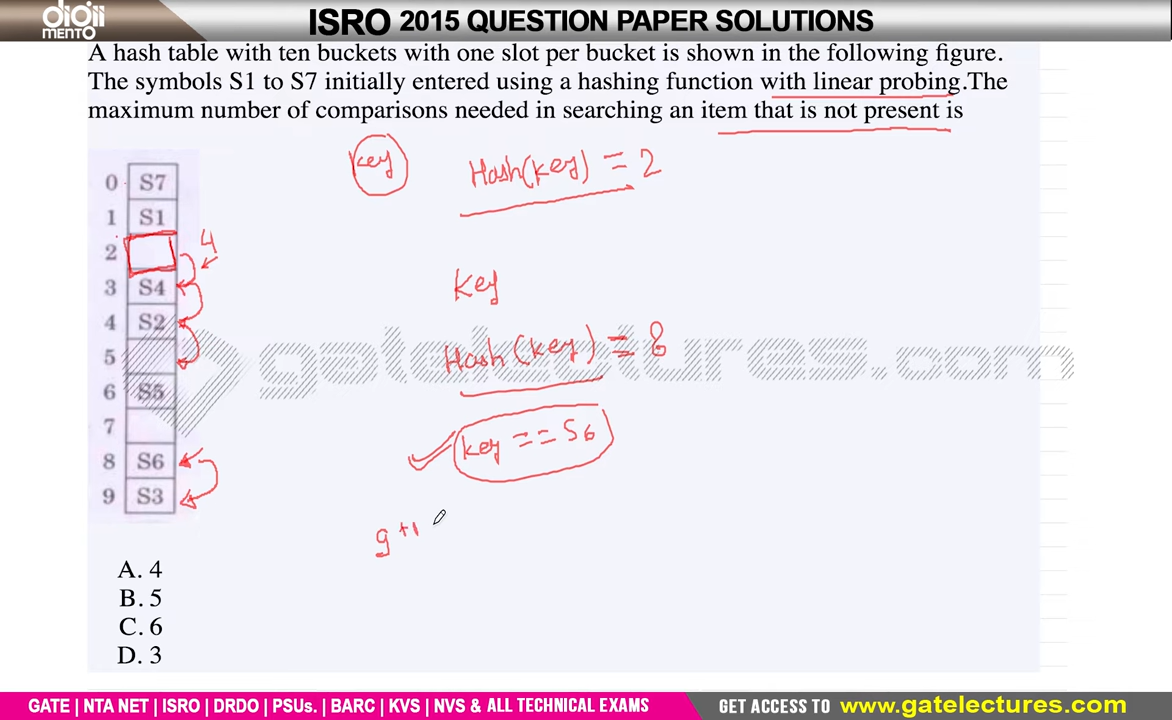 digii
MENTO
ISRO 2015 QUESTION PAPER SOLUTIONS
A hash table with ten buckets with one slot per bucket is shown in the following figure.
The symbols S1 to S7 initially entered using a hashing function with linear probing.The
maximum number of comparisons needed in searching an item that is not present is
key
Hash(key) = 2
0 S7
1 S1
2
4
3 S4
key
4 S2
5
Hash(key) = 8
gatelectures.com
6 S5
7
key == S6
8 S6
9 S3
9+1
A. 4
B. 5
C. 6
D. 3
GATE | NTA NET | ISRO | DRDO | PSUs. | BARC | KVS | NVS & ALL TECHNICAL EXAMS
GET ACCESS TO www.gatelectures.com